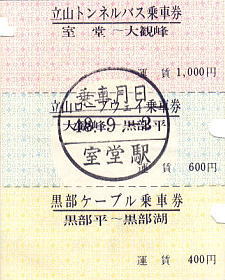 立山トンネルバス乗車券
室堂～大観峰
運賃 1,000円
乗車月日
立山ロープウェイ乗車券
48.-9.-2
大観峰～黒部平
室堂駅
運賃 600円
黒部ケーブル乗車券
黒部平～黒部湖
運賃 400円